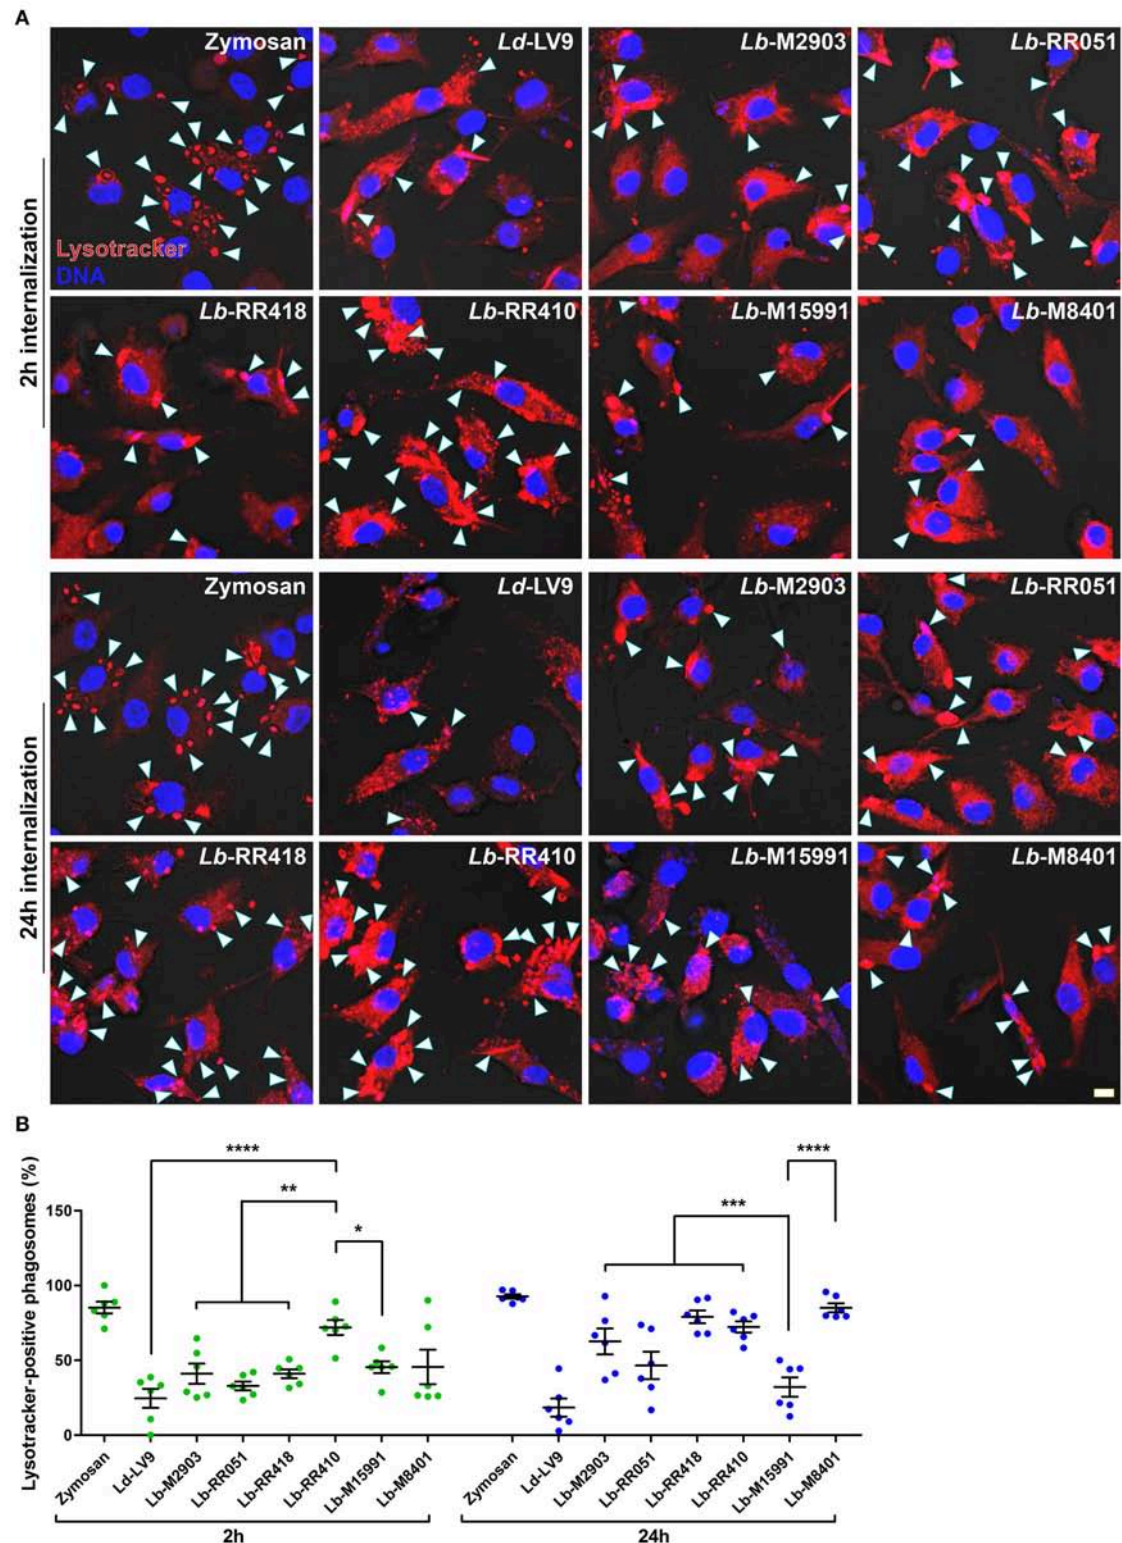 A
Zymosan
Ld-LV9
Lb-M2903
Lb-RR051
Lysotracker
DNA
2h internalization
Lb-RR418
Lb-RR410
Lb-M15991
Lb-M8401
Zymosan
Ld-LV9
Lb-M2903
Lb-RR051
24h internalization
Lb-RR418
Lb-RR410
Lb-M15991
Lb-M8401
B
Lysotracker-positive phagosomes (%)
150
100
50
0
****
**
*
***
****
Zymosan
Ld-LV9
Lb-M2903
Lb-RR051
Lb-RR418
Lb-RR410
Lb-M15991
Lb-M8401
Zymosan
Ld-LV9
Lb-M2903
Lb-RR051
Lb-RR418
Lb-RR410
Lb-M15991
Lb-M8401
2h
24h